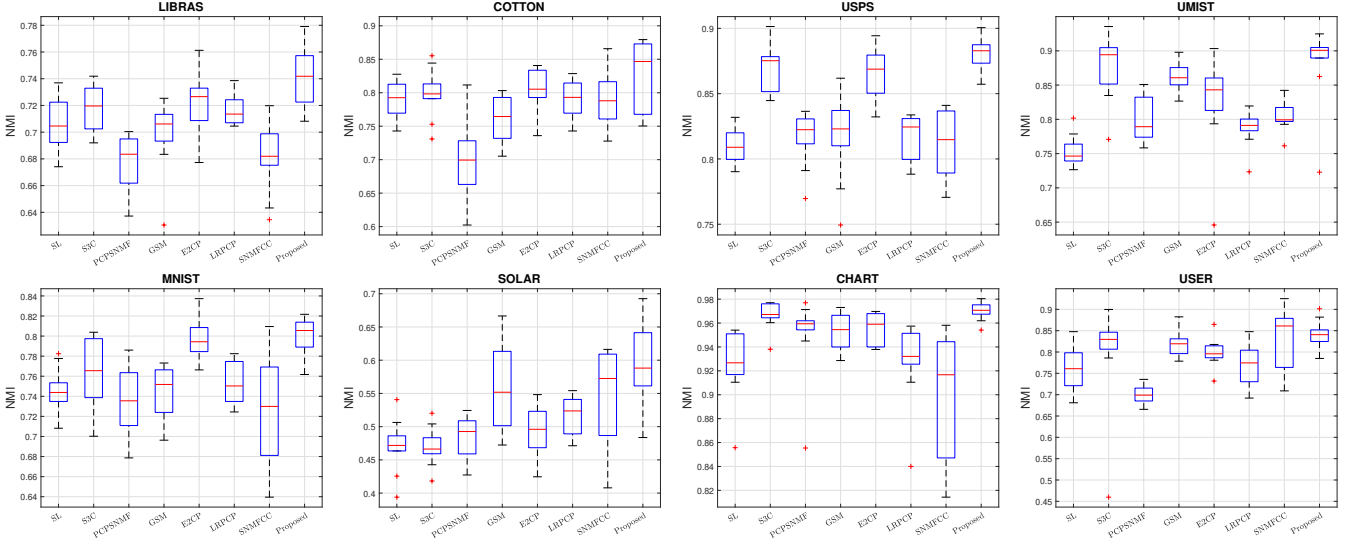 LIBRAS
0.78
0.76
0.74
0.72
0.7
0.68
0.66
0.64
NMI
SL
S3C
PCPSNMF
GSM
E2CP
LRPCP
SNMFCC
Proposed
COTTON
0.9
0.85
0.8
0.75
0.7
0.65
0.6
NMI
SL
S3C
PCPSNMF
GSM
E2CP
LRPCP
SNMFCC
Proposed
USPS
0.9
0.85
0.8
0.75
NMI
SL
S3C
PCPSNMF
GSM
E2CP
LRPCP
SNMFCC
Proposed
UMIST
0.9
0.85
0.8
0.75
0.7
0.65
NMI
SL
S3C
PCPSNMF
GSM
E2CP
LRPCP
SNMFCC
Proposed
MNIST
0.84
0.82
0.8
0.78
0.76
0.74
0.72
0.7
0.68
0.66
0.64
NMI
SL
S3C
PCPSNMF
GSM
E2CP
LRPCP
SNMFCC
Proposed
SOLAR
0.7
0.6
0.5
0.4
NMI
SL
S3C
PCPSNMF
GSM
E2CP
LRPCP
SNMFCC
Proposed
CHART
0.98
0.96
0.94
0.92
0.9
0.88
0.86
0.84
0.82
NMI
SL
S3C
PCPSNMF
GSM
E2CP
LRPCP
SNMFCC
Proposed
USER
0.9
0.85
0.8
0.75
0.7
0.65
0.6
0.55
0.5
0.45
NMI
SL
S3C
PCPSNMF
GSM
E2CP
LRPCP
SNMFCC
Proposed